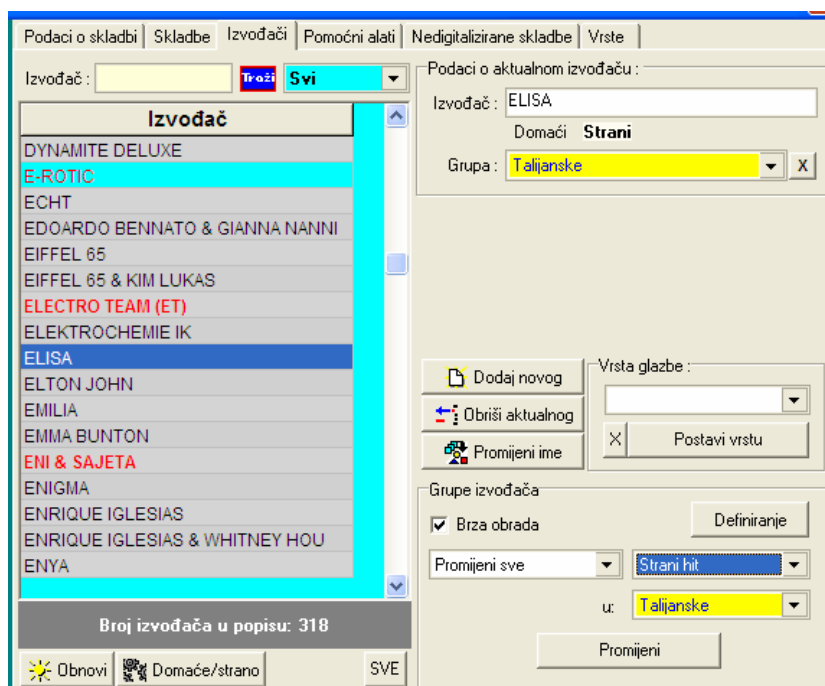 Podaci o skladbi
Skladbe
Izvođači
Pomoćni alati
Nedigitalizirane skladbe
Vrste
Izvođač :
Traži
Svi
Izvođač
DYNAMITE DELUXE
E-ROTIC
ECHT
EDOARDO BENNATO & GIANNA NANNI
EIFFEL 65
EIFFEL 65 & KIM LUKAS
ELECTRO TEAM (ET)
ELEKTROCHEMIE IK
ELISA
ELTON JOHN
EMILIA
EMMA BUNTON
ENI & SAJETA
ENIGMA
ENRIQUE IGLESIAS
ENRIQUE IGLESIAS & WHITNEY HOU
ENYA
Broj izvođača u popisu: 318
Obnovi
Domaće/strano
SVE
Podaci o aktualnom izvođaču :
Izvođač : ELISA
Domaći Strani
Grupa : Talijanske X
Dodaj novog
Obriši aktualnog
Promijeni ime
Vrsta glazbe :
X Postavi vrstu
Grupe izvođača
Brza obrada
Definiranje
Promijeni sve
Strani hit
u: Talijanske
Promijeni